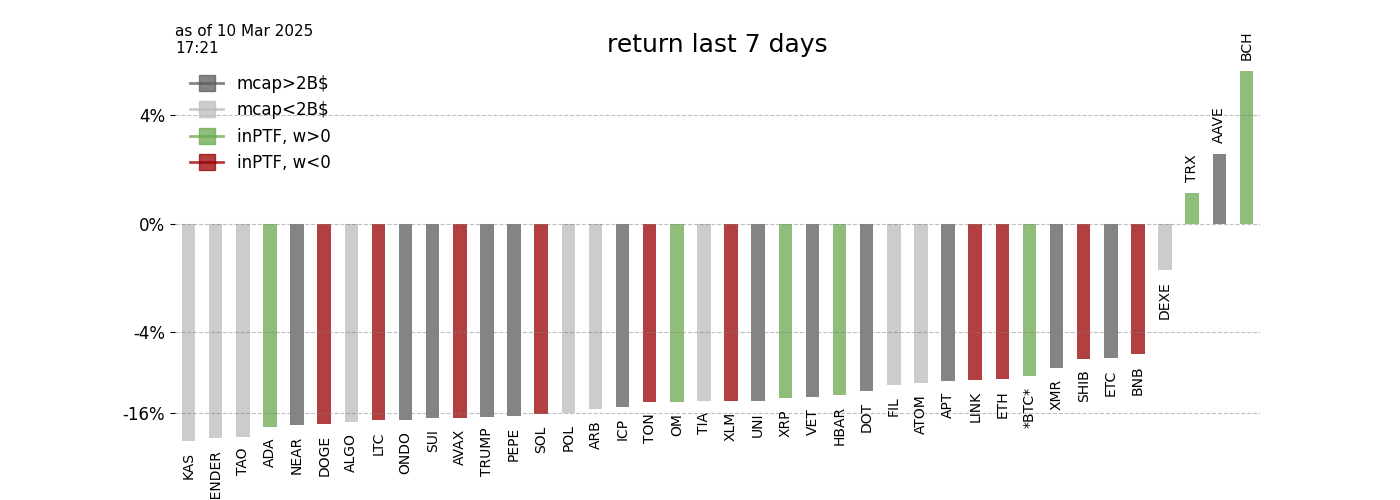 as of 10 Mar 2025
17:21
return last 7 days
mcap>2B$
mcap<2B$
inPTF, w>0
inPTF, w<0
4%
0%
-4%
-16%
KAS
ENDER
TAO
ADA
NEAR
DOGE
ALGO
LTC
ONDO
SUI
AVAX
TRUMP
PEPE
SOL
POL
ARB
ICP
TON
OM
TIA
XLM
UNI
XRP
VET
HBAR
DOT
FIL
ATOM
APT
LINK
ETH
*BTC*
XMR
SHIB
ETC
BNB
DEXE
TRX
AAVE
BCH